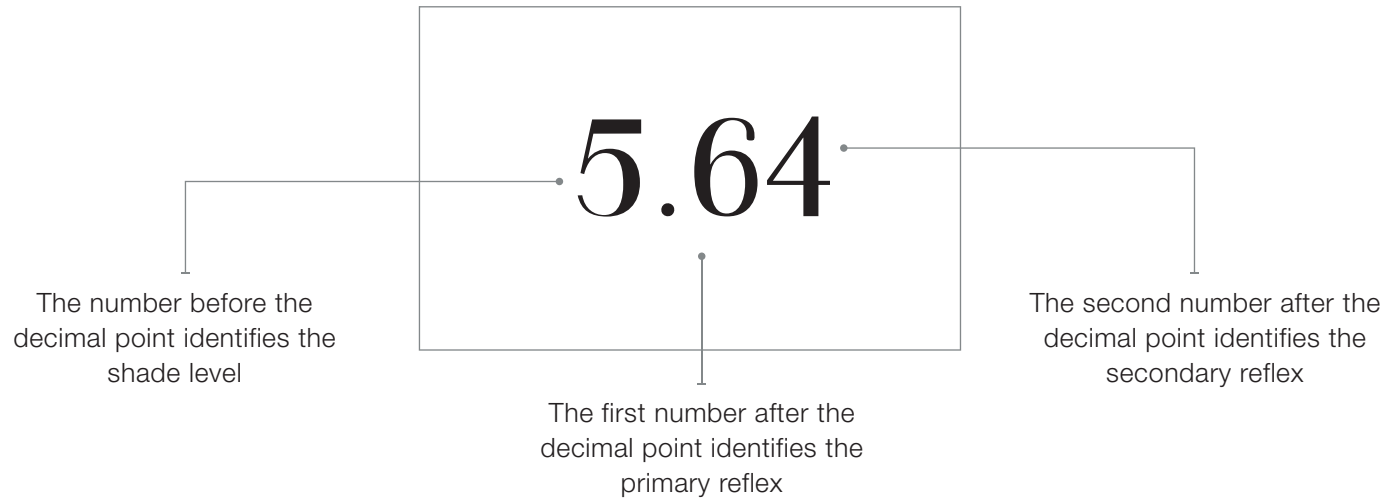 5.64
The number before the
decimal point identifies the
shade level
The first number after the
decimal point identifies the
primary reflex
The second number after the
decimal point identifies the
secondary reflex